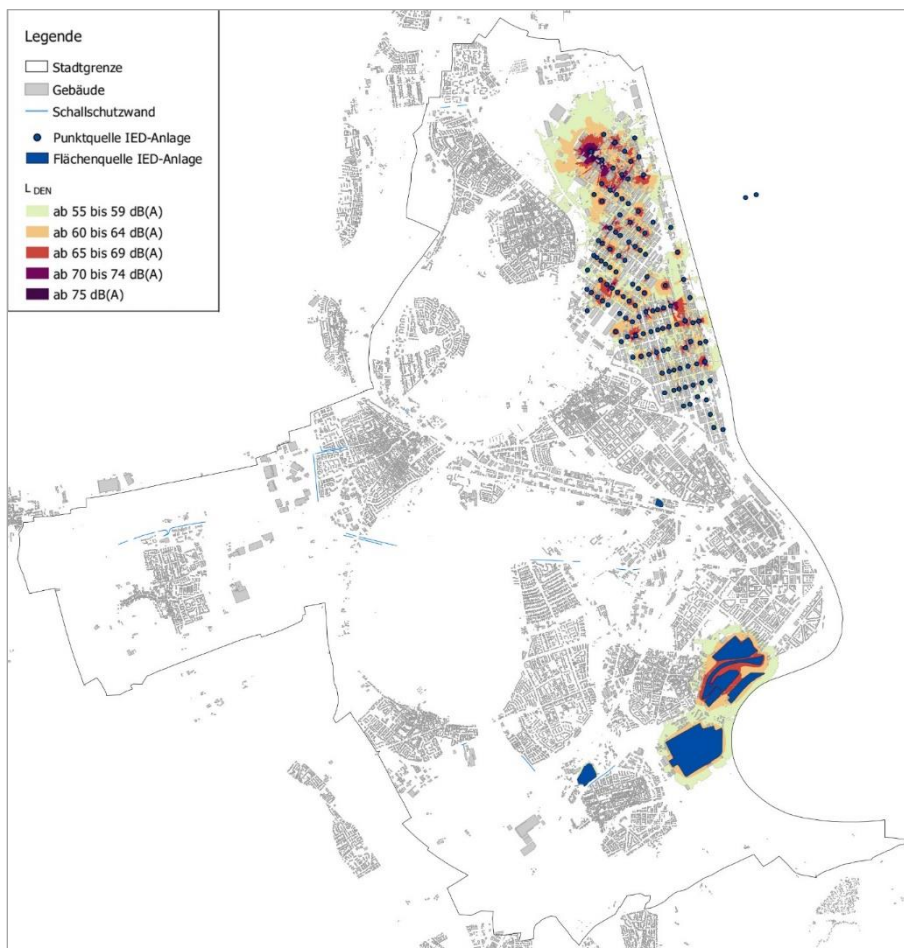 Legende
Stadtgrenze
Gebäude
Schallschutzwand
Punktquelle IED-Anlage
Flächenquelle IED-Anlage
L DEN
ab 55 bis 59 dB(A)
ab 60 bis 64 dB(A)
ab 65 bis 69 dB(A)
ab 70 bis 74 dB(A)
ab 75 dB(A)